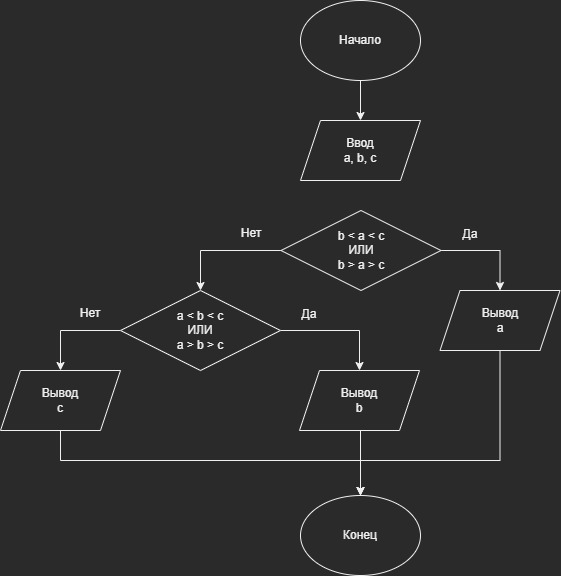 Начало
Ввод
a, b, c
Нет
Да
b < a < c
ИЛИ
b > a > c
Нет
Да
a < b < c
ИЛИ
a > b > c
Вывод
a
Вывод
c
Вывод
b
Конец